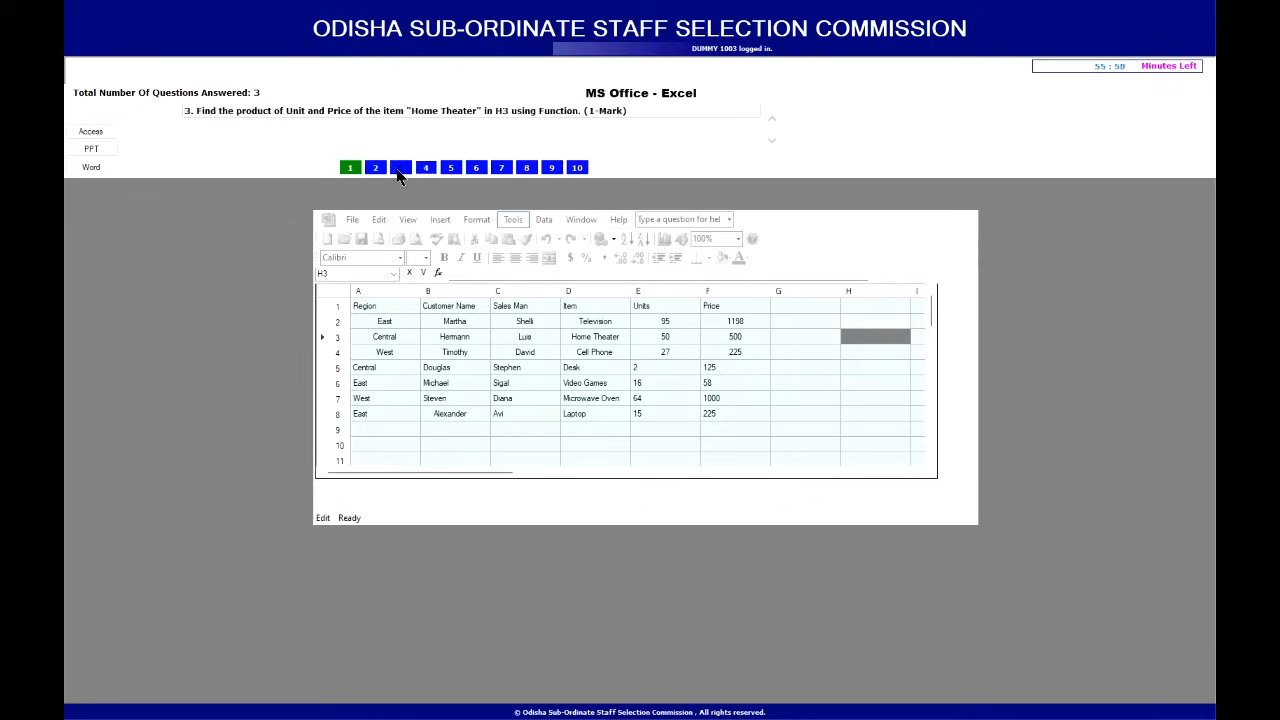 ODISHA SUB-ORDINATE STAFF SELECTION COMMISSION
DUMMY 1003 logged in.
55 : 58 Minutes Left
Total Number Of Questions Answered: 3
MS Office - Excel
3. Find the product of Unit and Price of the item "Home Theater" in H3 using Function. (1-Mark)
Access
PPT
Word
1 2 4 5 6 7 8 9 10
File Edit View Insert Format Tools Data Window Help Type a question for hel
100%
Calibri B I U $ % ,
H3 X V fx
A B C D E F G H I
1 Region Customer Name Sales Man Item Units Price
2 East Martha Shelli Television 95 1198
3 Central Hermann Luis Home Theater 50 500
4 West Timothy David Cell Phone 27 225
5 Central Douglas Stephen Desk 2 125
6 East Michael Sigal Video Games 16 58
7 West Steven Diana Microwave Oven 64 1000
8 East Alexander Avi Laptop 15 225
9
10
11
Edit Ready
© Odisha Sub-Ordinate Staff Selection Commission , All rights reserved.